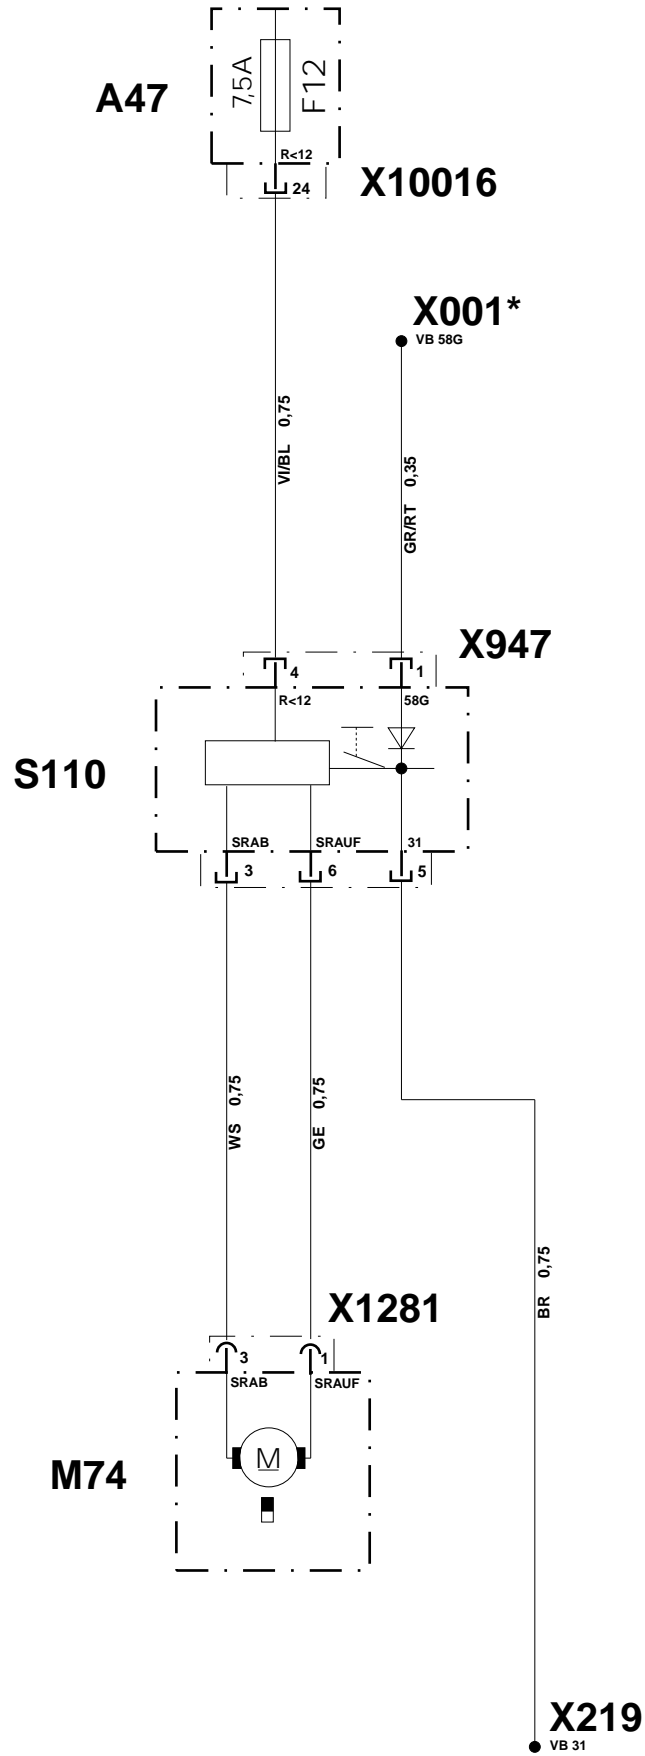 A47
7,5A
F12
R<12
24
X10016
X001*
VB 58G
VI/BL 0,75
GR/RT 0,35
X947
4
1
R<12
58G
S110
SRAB
SRAUF
31
3
6
5
WS 0,75
GE 0,75
BR 0,75
X1281
3
1
SRAB
SRAUF
M74
M
X219
VB 31